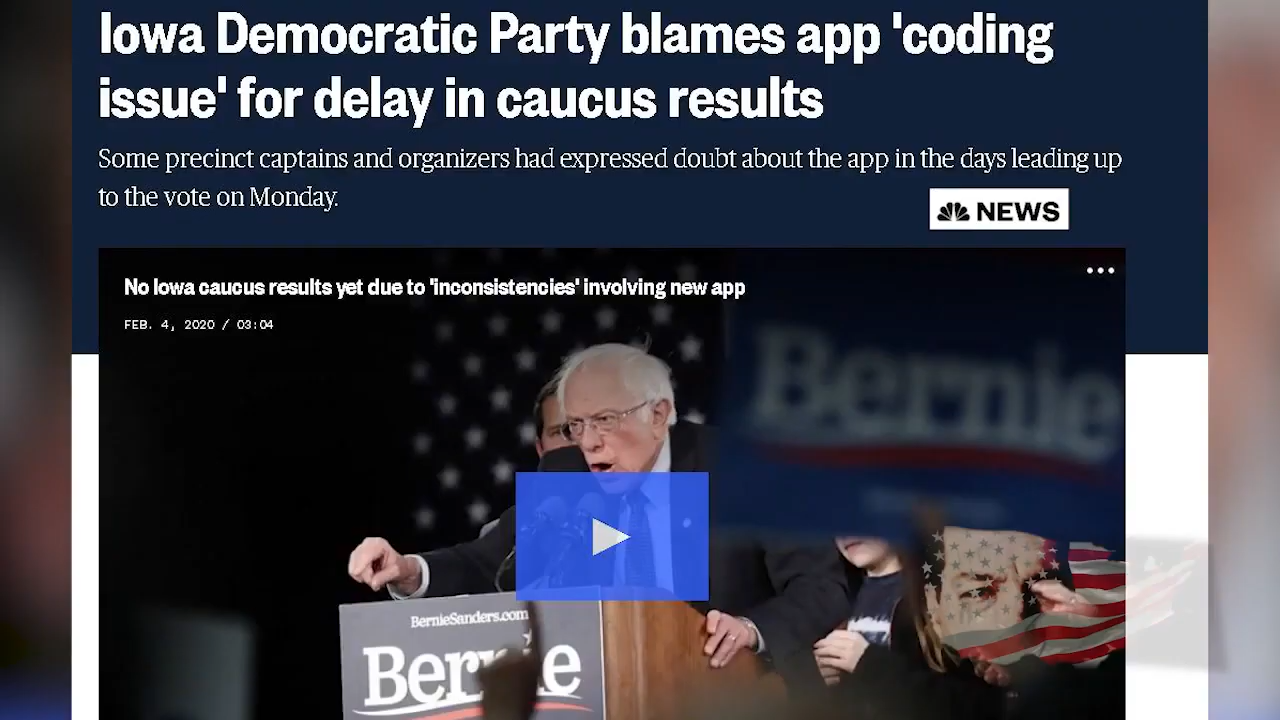 Iowa Democratic Party blames app 'coding
issue' for delay in caucus results
Some precinct captains and organizers had expressed doubt about the app in the days leading up
to the vote on Monday.
NEWS
No Iowa caucus results yet due to 'inconsistencies' involving new app
FEB. 4, 2020 / 03:04
Bernie
BernieSanders.com
Bernie